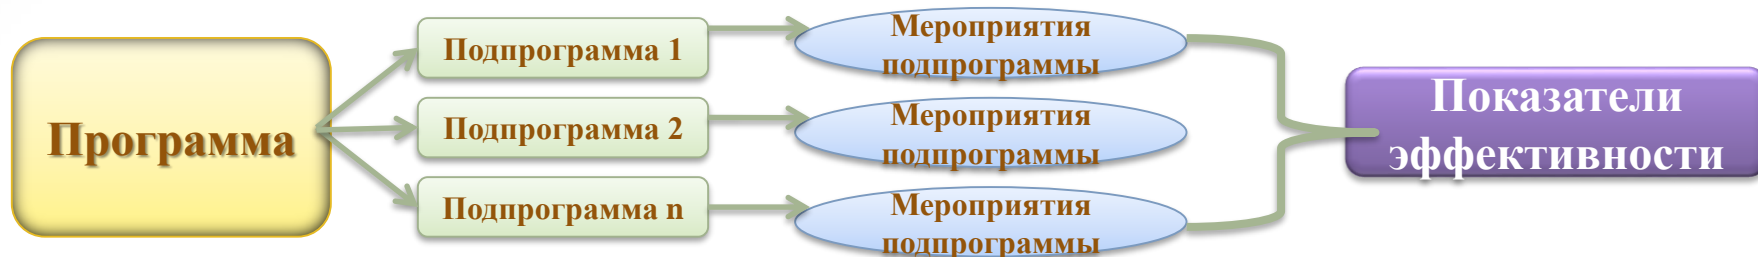 Программа
Подпрограмма 1
Подпрограмма 2
Подпрограмма n
Мероприятия
подпрограммы
Мероприятия
подпрограммы
Мероприятия
подпрограммы
Показатели
эффективности